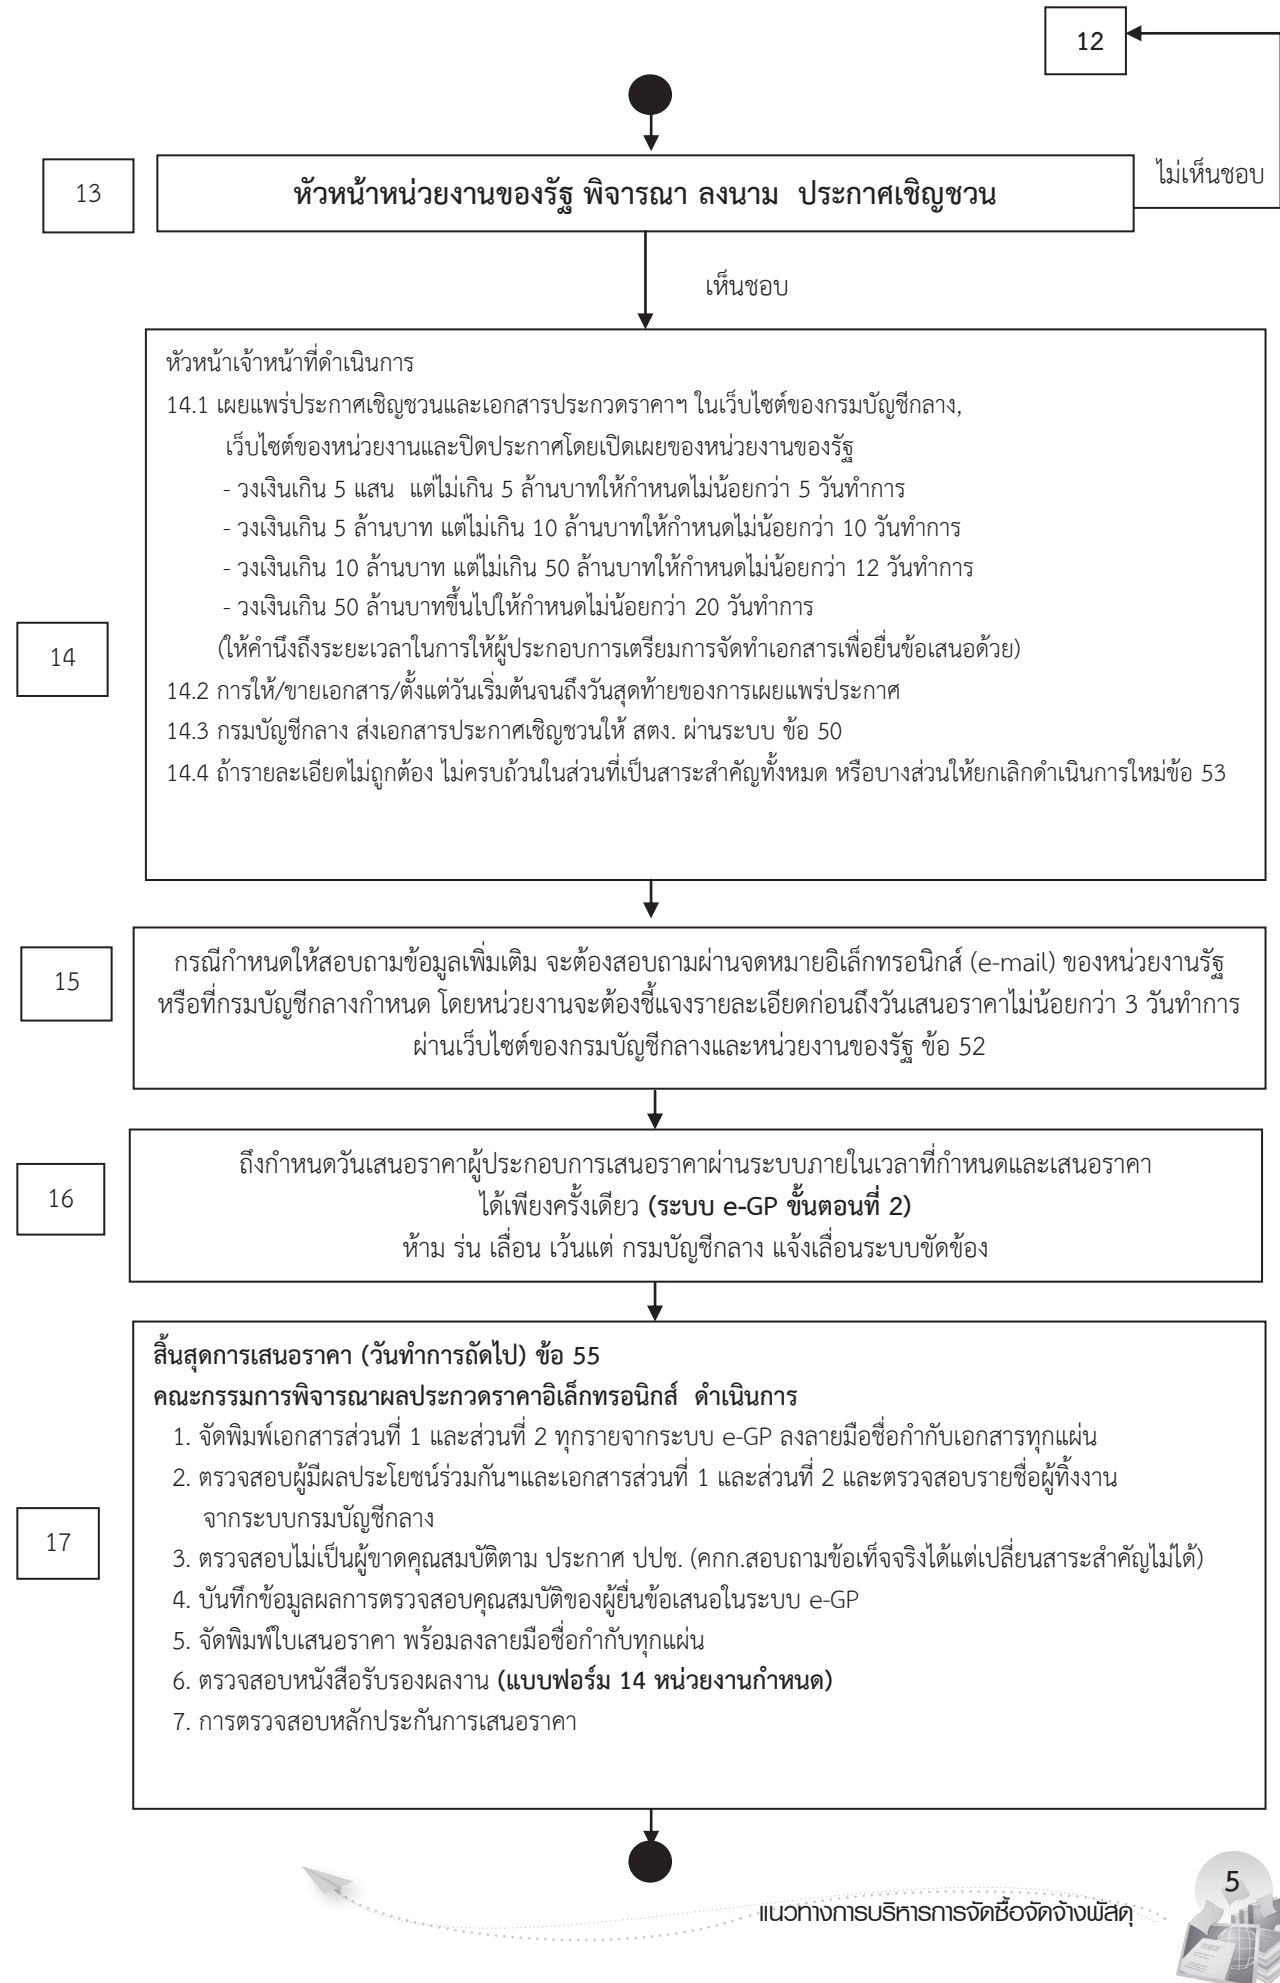 12
ไม่เห็นชอบ
13
หัวหน้าหน่วยงานของรัฐ พิจารณา ลงนาม ประกาศเชิญชวน
เห็นชอบ
หัวหน้าเจ้าหน้าที่ดำเนินการ
14.1 เผยแพร่ประกาศเชิญชวนและเอกสารประกวดราคาฯ ในเว็บไซต์ของกรมบัญชีกลาง,
เว็บไซต์ของหน่วยงานและปิดประกาศโดยเปิดเผยของหน่วยงานของรัฐ
- วงเงินเกิน 5 แสน แต่ไม่เกิน 5 ล้านบาทให้กำหนดไม่น้อยกว่า 5 วันทำการ
- วงเงินเกิน 5 ล้านบาท แต่ไม่เกิน 10 ล้านบาทให้กำหนดไม่น้อยกว่า 10 วันทำการ
- วงเงินเกิน 10 ล้านบาท แต่ไม่เกิน 50 ล้านบาทให้กำหนดไม่น้อยกว่า 12 วันทำการ
- วงเงินเกิน 50 ล้านบาทขึ้นไปให้กำหนดไม่น้อยกว่า 20 วันทำการ
(ให้คำนึงถึงระยะเวลาในการให้ผู้ประกอบการเตรียมการจัดทำเอกสารเพื่อยื่นข้อเสนอด้วย)
14
14.2 การให้/ขายเอกสาร/ตั้งแต่วันเริ่มต้นจนถึงวันสุดท้ายของการเผยแพร่ประกาศ
14.3 กรมบัญชีกลาง ส่งเอกสารประกาศเชิญชวนให้ สตง. ผ่านระบบ ข้อ 50
14.4 ถ้ารายละเอียดไม่ถูกต้อง ไม่ครบถ้วนในส่วนที่เป็นสาระสำคัญทั้งหมด หรือบางส่วนให้ยกเลิกดำเนินการใหม่ข้อ 53
15
กรณีกำหนดให้สอบถามข้อมูลเพิ่มเติม จะต้องสอบถามผ่านจดหมายอิเล็กทรอนิกส์ (e-mail) ของหน่วยงานรัฐ
หรือที่กรมบัญชีกลางกำหนด โดยหน่วยงานจะต้องชี้แจงรายละเอียดก่อนถึงวันเสนอราคาไม่น้อยกว่า 3 วันทำการ
ผ่านเว็บไซต์ของกรมบัญชีกลางและหน่วยงานของรัฐ ข้อ 52
16
ถึงกำหนดวันเสนอราคาผู้ประกอบการเสนอราคาผ่านระบบภายในเวลาที่กำหนดและเสนอราคา
ได้เพียงครั้งเดียว (ระบบ e-GP ขั้นตอนที่ 2)
ห้าม ร่น เลื่อน เว้นแต่ กรมบัญชีกลาง แจ้งเลื่อนระบบขัดข้อง
สิ้นสุดการเสนอราคา (วันทำการถัดไป) ข้อ 55
คณะกรรมการพิจารณาผลประกวดราคาอิเล็กทรอนิกส์ ดำเนินการ
1. จัดพิมพ์เอกสารส่วนที่ 1 และส่วนที่ 2 ทุกรายจากระบบ e-GP ลงลายมือชื่อกำกับเอกสารทุกแผ่น
2. ตรวจสอบผู้มีผลประโยชน์ร่วมกันฯและเอกสารส่วนที่ 1 และส่วนที่ 2 และตรวจสอบรายชื่อผู้ทิ้งงาน
จากระบบกรมบัญชีกลาง
17
3. ตรวจสอบไม่เป็นผู้ขาดคุณสมบัติตาม ประกาศ ปปช. (คกก.สอบถามข้อเท็จจริงได้แต่เปลี่ยนสาระสำคัญไม่ได้)
4. บันทึกข้อมูลผลการตรวจสอบคุณสมบัติของผู้ยื่นข้อเสนอในระบบ e-GP
5. จัดพิมพ์ใบเสนอราคา พร้อมลงลายมือชื่อกำกับทุกแผ่น
6. ตรวจสอบหนังสือรับรองผลงาน (แบบฟอร์ม 14 หน่วยงานกำหนด)
7. การตรวจสอบหลักประกันการเสนอราคา
5
แนวทางการบริหารการจัดซื้อจัดจ้างพัสดุ